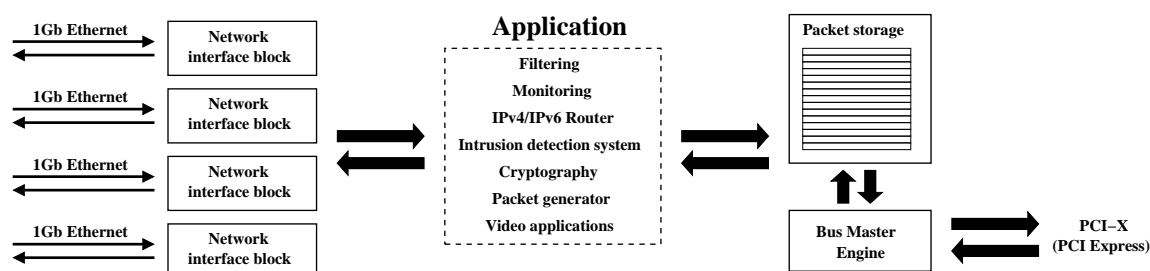 1Gb Ethernet
Network
interface block
1Gb Ethernet
Network
interface block
1Gb Ethernet
Network
interface block
1Gb Ethernet
Network
interface block
Application
Filtering
Monitoring
IPv4/IPv6 Router
Intrusion detection system
Cryptography
Packet generator
Video applications
Packet storage
Bus Master
Engine
PCI−X
(PCI Express)